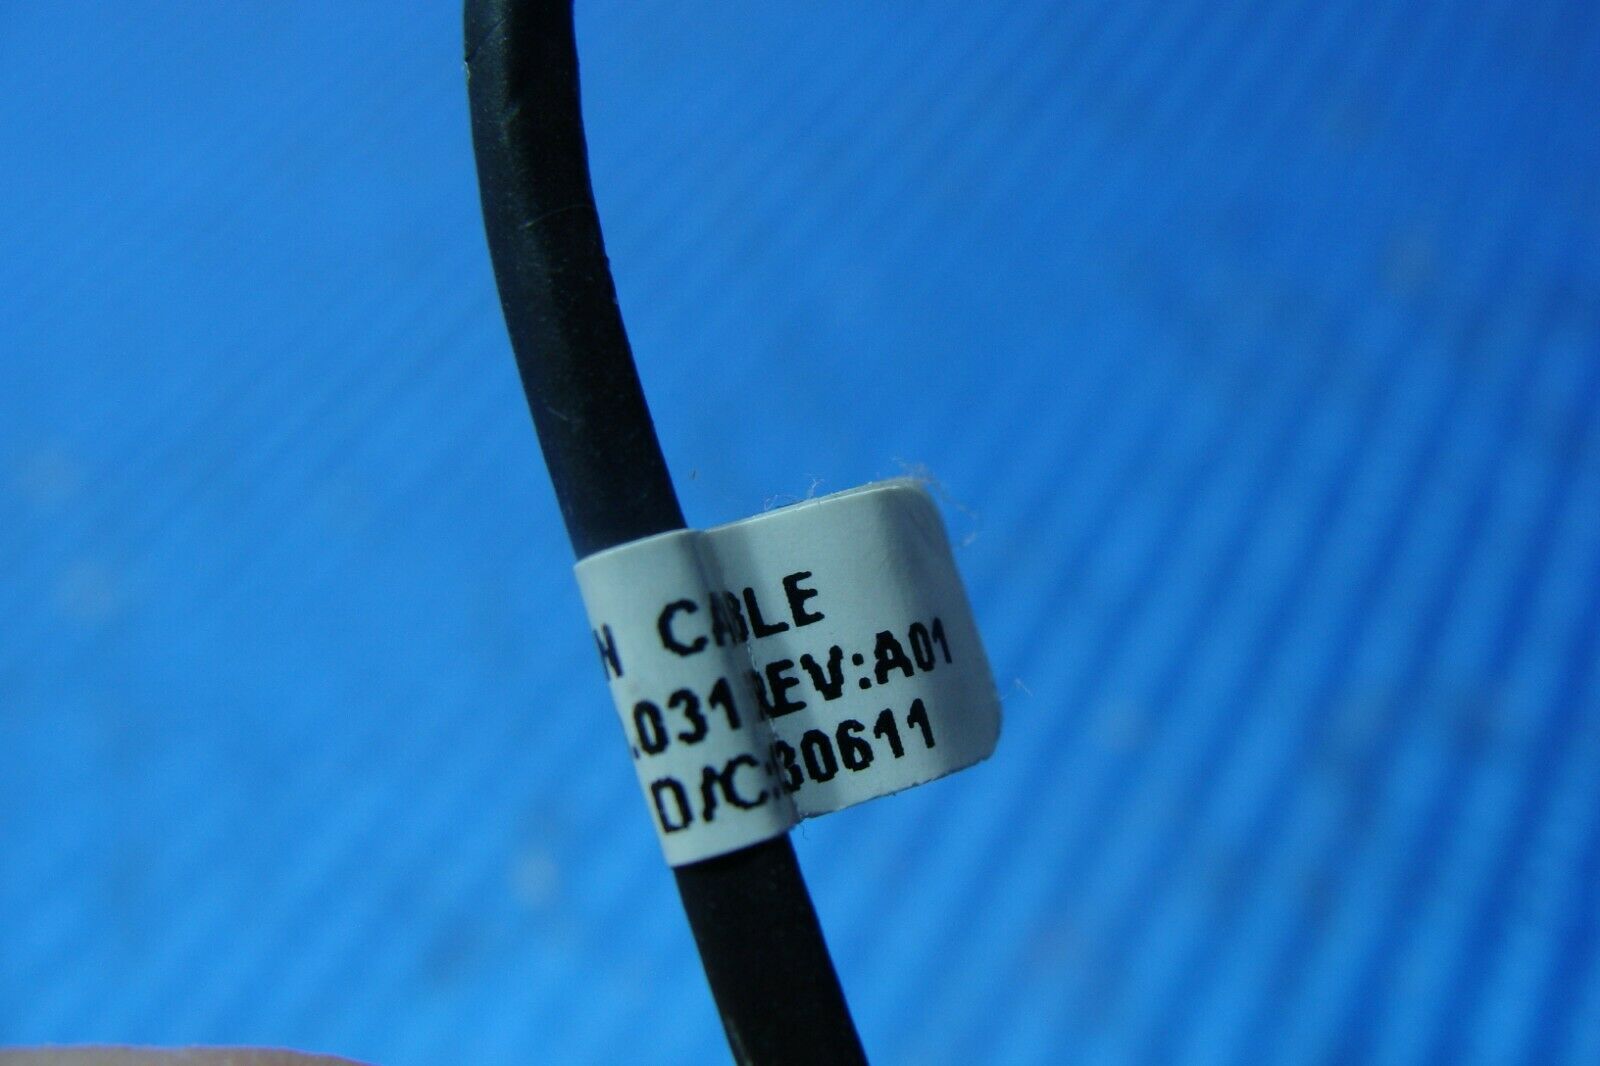 H CABLE
.031 REV:A01
D/C:30611